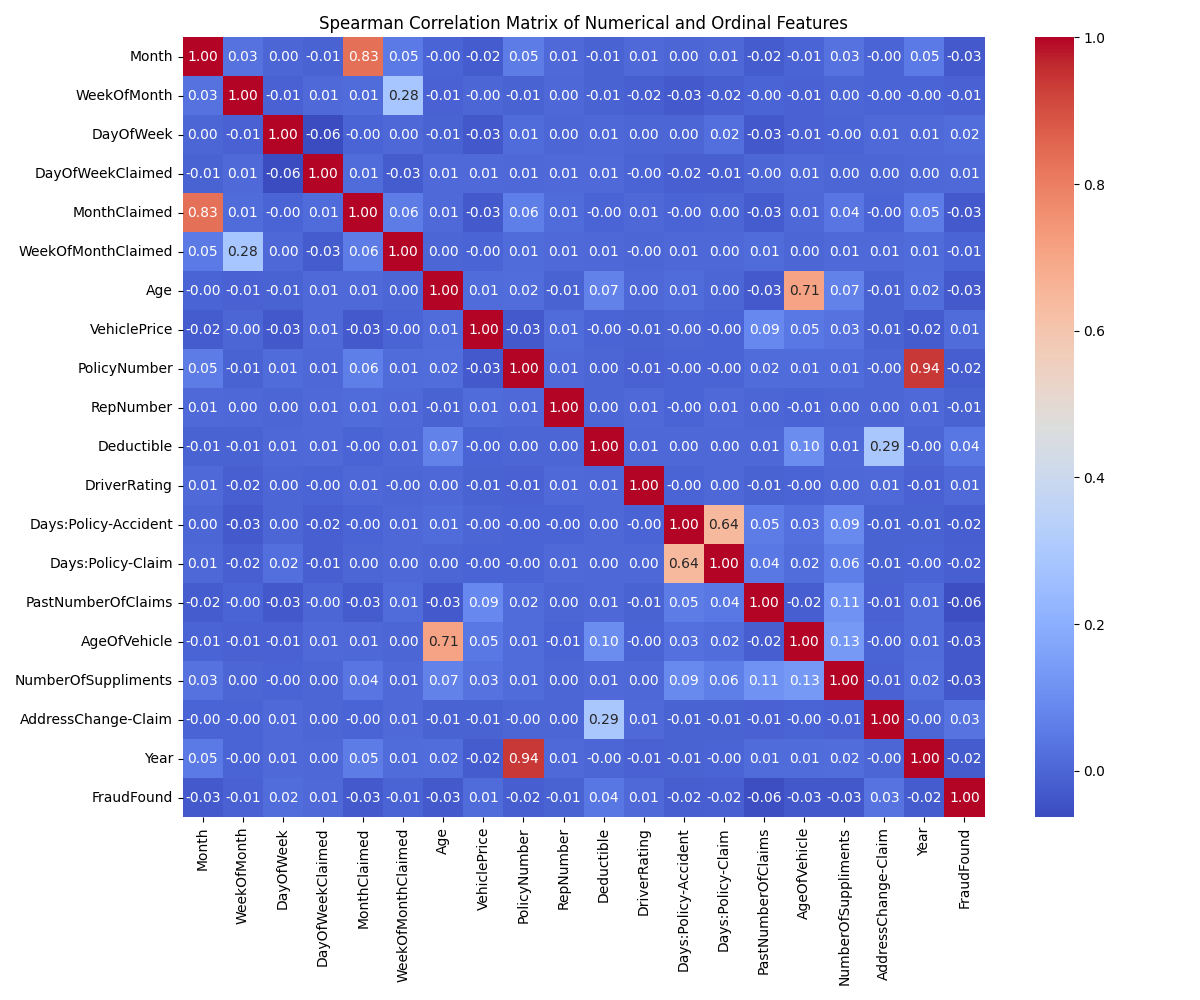 Spearman Correlation Matrix of Numerical and Ordinal Features
Month 1.00 0.03 0.00 -0.01 0.83 0.05 -0.00 -0.02 0.05 0.01 -0.01 0.01 0.00 0.01 -0.02 -0.01 0.03 -0.00 0.05 -0.03
WeekOfMonth 0.03 1.00 -0.01 0.01 0.01 0.28 -0.01 -0.00 -0.01 0.00 -0.01 -0.02 -0.03 -0.02 -0.00 -0.01 0.00 -0.00 -0.00 -0.01
DayOfWeek 0.00 -0.01 1.00 -0.06 -0.00 0.00 -0.01 -0.03 0.01 0.00 0.01 0.00 0.00 0.02 -0.03 -0.01 -0.00 0.01 0.01 0.02
DayOfWeekClaimed -0.01 0.01 -0.06 1.00 0.01 -0.03 0.01 0.01 0.01 0.01 0.01 -0.00 -0.02 -0.01 -0.00 0.01 0.00 0.00 0.00 0.01
MonthClaimed 0.83 0.01 -0.00 0.01 1.00 0.06 0.01 -0.03 0.06 0.01 -0.00 0.01 -0.00 0.00 -0.03 0.01 0.04 -0.00 0.05 -0.03
WeekOfMonthClaimed 0.05 0.28 0.00 -0.03 0.06 1.00 0.00 -0.00 0.01 0.01 0.01 -0.00 0.01 0.00 0.01 0.00 0.01 0.01 0.01 -0.01
Age -0.00 -0.01 -0.01 0.01 0.01 0.00 1.00 0.01 0.02 -0.01 0.07 0.00 0.01 0.00 -0.03 0.71 0.07 -0.01 0.02 -0.03
VehiclePrice -0.02 -0.00 -0.03 0.01 -0.03 -0.00 0.01 1.00 -0.03 0.01 -0.00 -0.01 -0.00 -0.00 0.09 0.05 0.03 -0.01 -0.02 0.01
PolicyNumber 0.05 -0.01 0.01 0.01 0.06 0.01 0.02 -0.03 1.00 0.01 0.00 -0.01 -0.00 -0.00 0.02 0.01 0.01 -0.00 0.94 -0.02
RepNumber 0.01 0.00 0.00 0.01 0.01 0.01 -0.01 0.01 0.01 1.00 0.00 0.01 -0.00 0.01 0.00 -0.01 0.00 0.00 0.01 -0.01
Deductible -0.01 -0.01 0.01 0.01 -0.00 0.01 0.07 -0.00 0.00 0.00 1.00 0.01 0.00 0.00 0.01 0.10 0.01 0.29 -0.00 0.04
DriverRating 0.01 -0.02 0.00 -0.00 0.01 -0.00 0.00 -0.01 -0.01 0.01 0.01 1.00 -0.00 0.00 -0.01 -0.00 0.00 0.01 -0.01 0.01
Days:Policy-Accident 0.00 -0.03 0.00 -0.02 -0.00 0.01 0.01 -0.00 -0.00 -0.00 0.00 -0.00 1.00 0.64 0.05 0.03 0.09 -0.01 -0.01 -0.02
Days:Policy-Claim 0.01 -0.02 0.02 -0.01 0.00 0.00 0.00 -0.00 -0.00 0.01 0.00 0.00 0.64 1.00 0.04 0.02 0.06 -0.01 -0.00 -0.02
PastNumberOfClaims -0.02 -0.00 -0.03 -0.00 -0.03 0.01 -0.03 0.09 0.02 0.00 0.01 -0.01 0.05 0.04 1.00 -0.02 0.11 -0.01 0.01 -0.06
AgeOfVehicle -0.01 -0.01 -0.01 0.01 0.01 0.00 0.71 0.05 0.01 -0.01 0.10 -0.00 0.03 0.02 -0.02 1.00 0.13 -0.00 0.01 -0.03
NumberOfSuppliments 0.03 0.00 -0.00 0.00 0.04 0.01 0.07 0.03 0.01 0.00 0.01 0.00 0.09 0.06 0.11 0.13 1.00 -0.01 0.02 -0.03
AddressChange-Claim -0.00 -0.00 0.01 0.00 -0.00 0.01 -0.01 -0.01 -0.00 0.00 0.29 0.01 -0.01 -0.01 -0.01 -0.00 -0.01 1.00 -0.00 0.03
Year 0.05 -0.00 0.01 0.00 0.05 0.01 0.02 -0.02 0.94 0.01 -0.00 -0.01 -0.01 -0.00 0.01 0.01 0.02 -0.00 1.00 -0.02
FraudFound -0.03 -0.01 0.02 0.01 -0.03 -0.01 -0.03 0.01 -0.02 -0.01 0.04 0.01 -0.02 -0.02 -0.06 -0.03 -0.03 0.03 -0.02 1.00
Month
WeekOfMonth
DayOfWeek
DayOfWeekClaimed
MonthClaimed
WeekOfMonthClaimed
Age
VehiclePrice
PolicyNumber
RepNumber
Deductible
DriverRating
Days:Policy-Accident
Days:Policy-Claim
PastNumberOfClaims
AgeOfVehicle
NumberOfSuppliments
AddressChange-Claim
Year
FraudFound
1.0
0.8
0.6
0.4
0.2
0.0